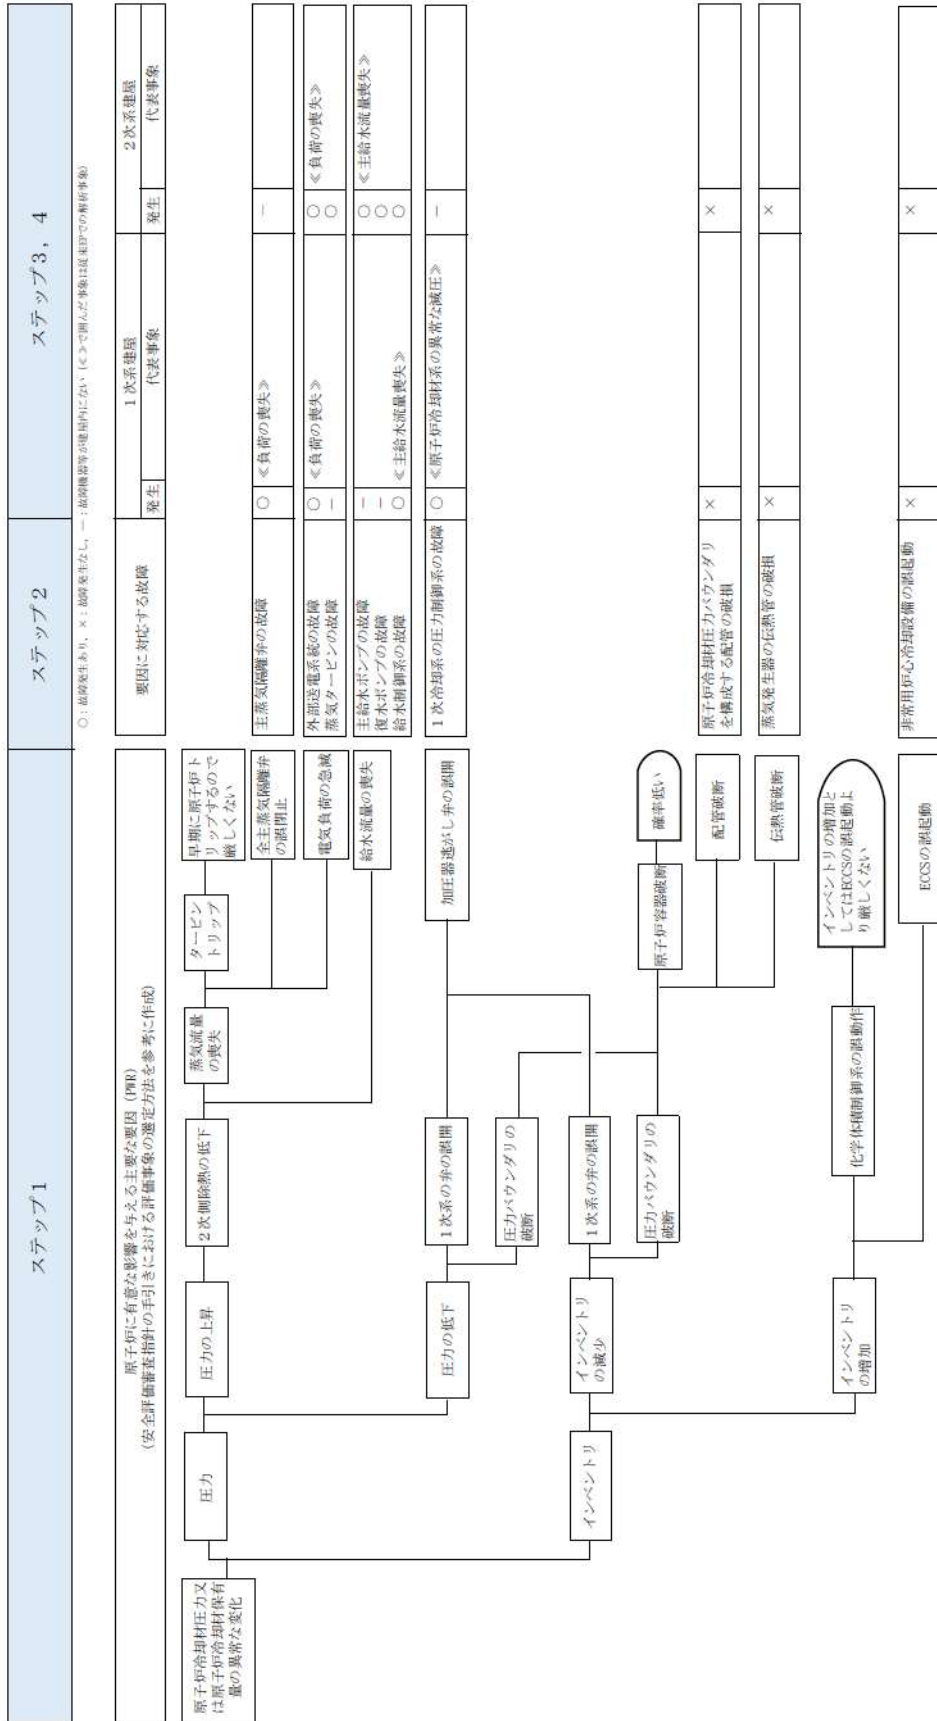 ステップ1
ステップ2
ステップ3，4
○：故障発生あり，×：故障発生なし，－：故障機器等が建屋内にない（≪≫で囲んだ事象は従来EPでの解析事象）
原子炉に有意な影響を与える主要な要因（PWR）
（安全評価審査指針の手引きにおける評価事象の選定方法を参考に作成）
要因に対応する故障
1次系建屋
発生
代表事象
2次系建屋
発生
代表事象
原子炉冷却材圧力又
は原子炉冷却材保有
量の異常な変化
圧力
圧力の上昇
2次側除熱の低下
蒸気流量
の喪失
タービン
トリップ
早期に原子炉ト
リップするので
厳しくない
全主蒸気隔離弁
の誤閉止
主蒸気隔離弁の故障
○
≪負荷の喪失≫
－
電気負荷の急減
外部送電系統の故障
○
≪負荷の喪失≫
○
≪負荷の喪失≫
蒸気タービンの故障
－
○
給水流量の喪失
主給水ポンプの故障
－
○
≪主給水流量喪失≫
復水ポンプの故障
－
○
給水制御系の故障
○
≪主給水流量喪失≫
○
圧力の低下
1次系の弁の誤開
加圧器逃がし弁の誤開
1次冷却系の圧力制御系の故障
○
≪原子炉冷却材系の異常な減圧≫
－
圧力バウンダリの
破断
インベントリ
インベントリ
の減少
1次系の弁の誤開
圧力バウンダリの
破断
原子炉容器破断
確率低い
配管破断
原子炉冷却材圧力バウンダリ
を構成する配管の破損
×
×
伝熱管破断
蒸気発生器の伝熱管の破損
×
×
インベントリ
の増加
化学体積制御系の誤動作
インベントリの増加と
してはECCSの誤起動よ
り厳しくない
ECCSの誤起動
非常用炉心冷却設備の誤起動
×
×